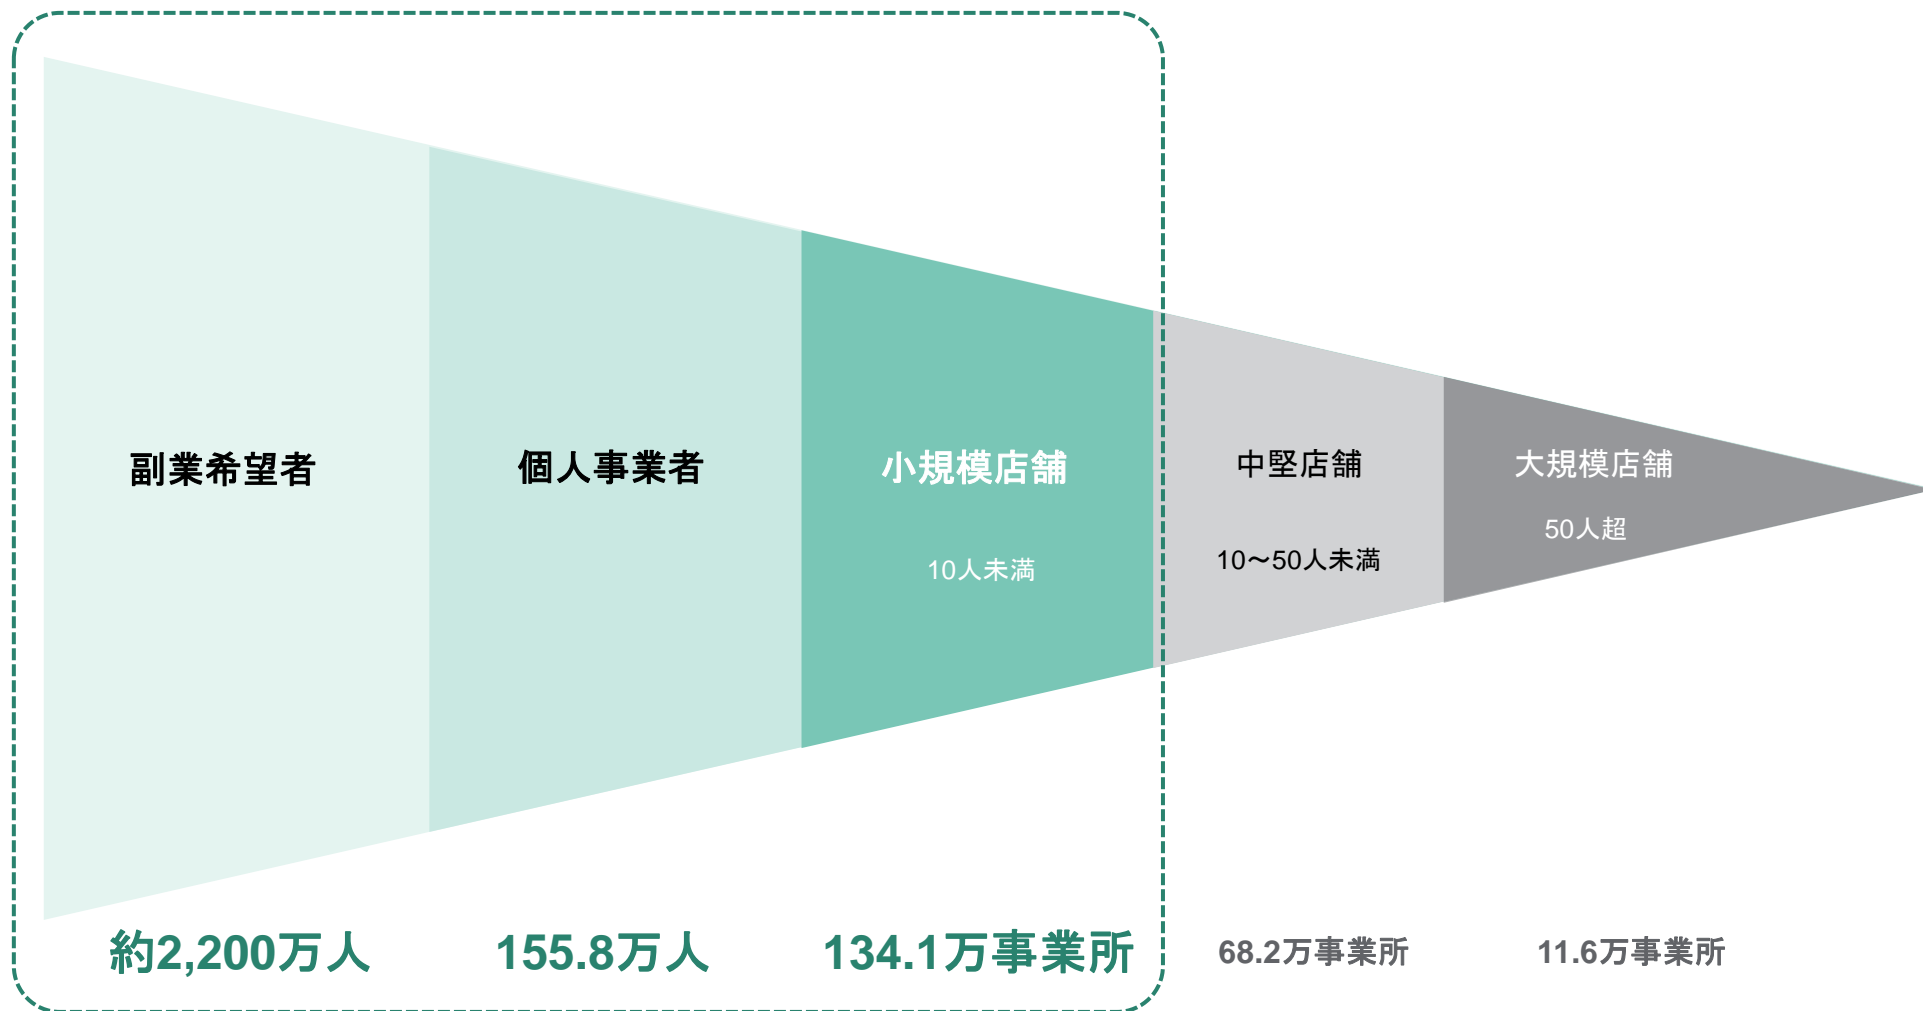 副業希望者
個人事業者
小規模店舗
10人未満
中堅店舗
10〜50人未満
大規模店舗
50人超
約2,200万人
155.8万人
134.1万事業所
68.2万事業所
11.6万事業所